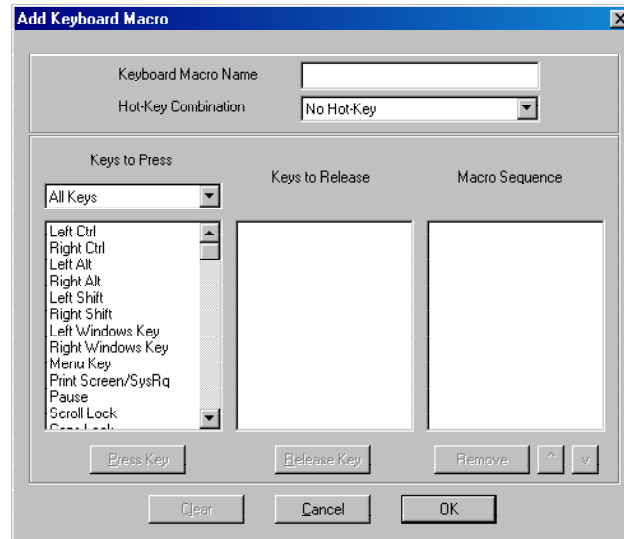 Add Keyboard Macro
Keyboard Macro Name
Hot-Key Combination
No Hot-Key
Keys to Press
Keys to Release
Macro Sequence
All Keys
Left Ctrl
Right Ctrl
Left Alt
Right Alt
Left Shift
Right Shift
Left Windows Key
Right Windows Key
Menu Key
Print Screen/SysRq
Pause
Scroll Lock
Press Key
Release Key
Remove
^
v
Clear
Cancel
OK